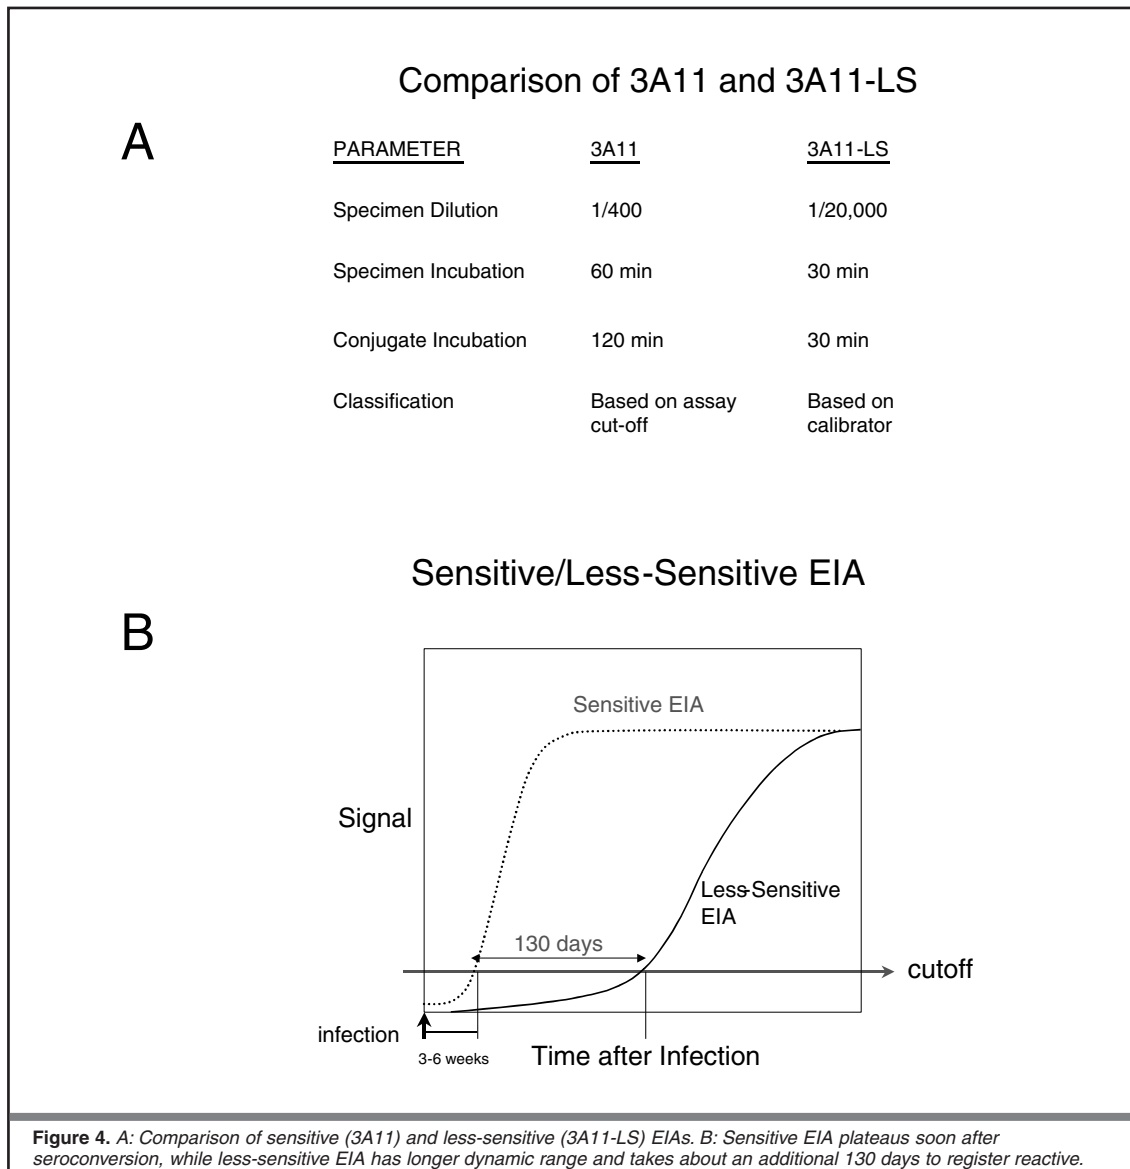 Comparison of 3A11 and 3A11-LS
A
PARAMETER 3A11 3A11-LS
Specimen Dilution 1/400 1/20,000
Specimen Incubation 60 min 30 min
Conjugate Incubation 120 min 30 min
Classification Based on assay Based on
cut-off calibrator
Sensitive/Less-Sensitive EIA
B
Sensitive EIA
Signal
Less-Sensitive
EIA
130 days
cutoff
infection
3-6 weeks
Time after Infection
Figure 4. A: Comparison of sensitive (3A11) and less-sensitive (3A11-LS) EIAs. B: Sensitive EIA plateaus soon after
seroconversion, while less-sensitive EIA has longer dynamic range and takes about an additional 130 days to register reactive.